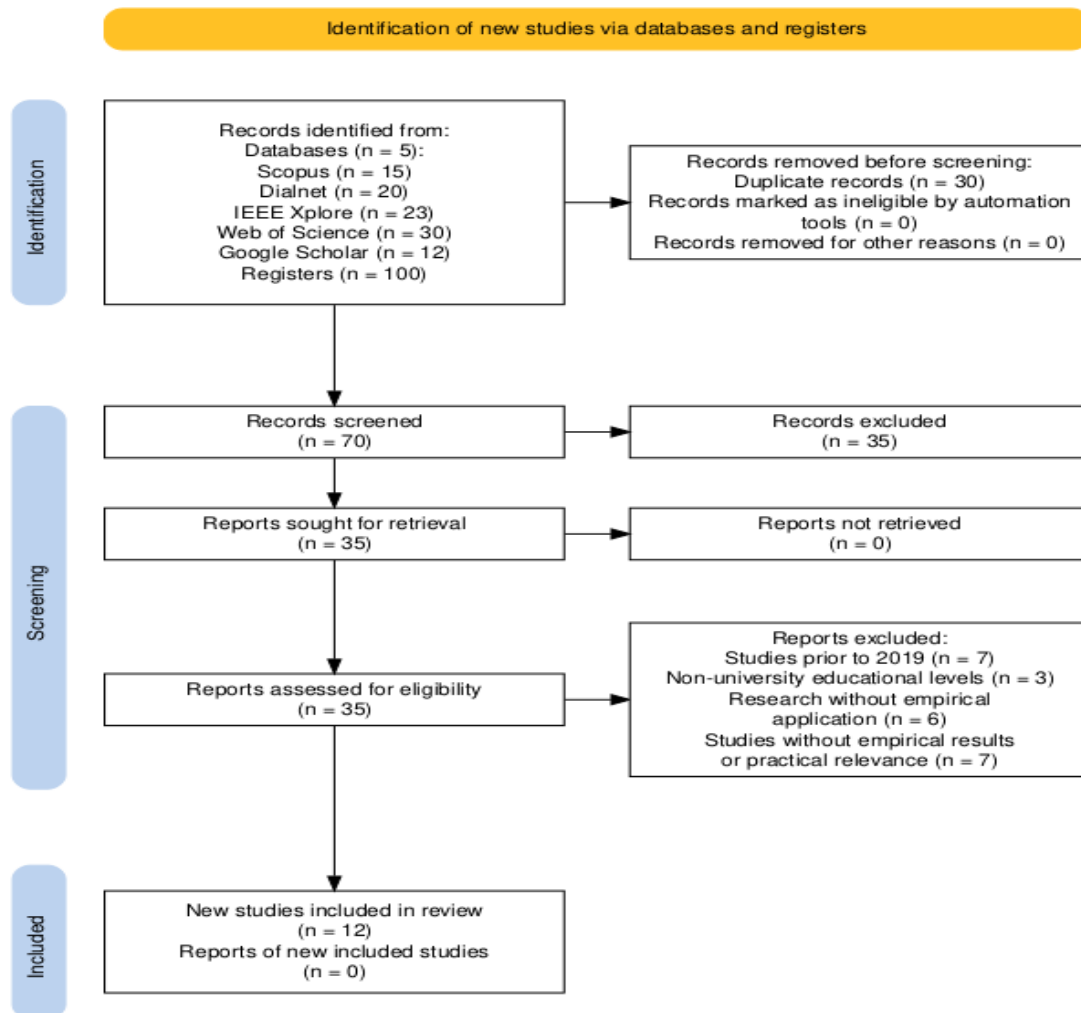 Identification of new studies via databases and registers
Identification
Records identified from:
Databases (n = 5):
Scopus (n = 15)
Dialnet (n = 20)
IEEE Xplore (n = 23)
Web of Science (n = 30)
Google Scholar (n = 12)
Registers (n = 100)
Records removed before screening:
Duplicate records (n = 30)
Records marked as ineligible by automation
tools (n = 0)
Records removed for other reasons (n = 0)
Screening
Records screened
(n = 70)
Records excluded
(n = 35)
Reports sought for retrieval
(n = 35)
Reports not retrieved
(n = 0)
Reports assessed for eligibility
(n = 35)
Reports excluded:
Studies prior to 2019 (n = 7)
Non-university educational levels (n = 3)
Research without empirical
application (n = 6)
Studies without empirical results
or practical relevance (n = 7)
Included
New studies included in review
(n = 12)
Reports of new included studies
(n = 0)